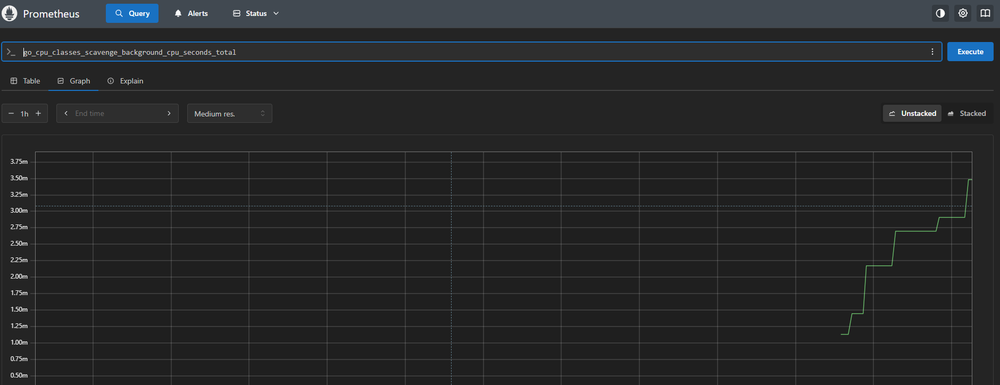 Prometheus Query Alerts Status
>_ go_cpu_classes_scavenge_background_cpu_seconds_total Execute
Table Graph Explain
1h End time Medium res. Unstacked Stacked
3.75m
3.50m
3.25m
3.00m
2.75m
2.50m
2.25m
2.00m
1.75m
1.50m
1.25m
1.00m
0.75m
0.50m